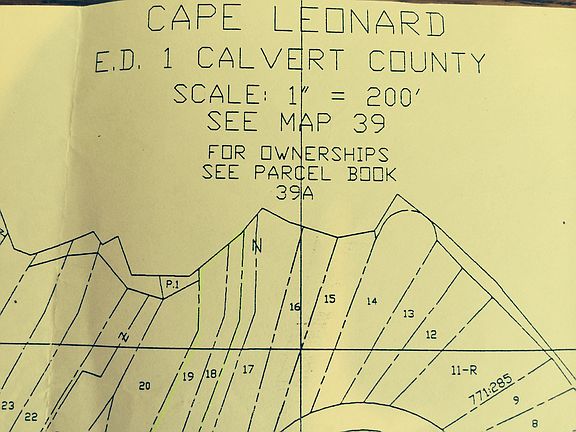 CAPE LEONARD
E.D. 1 CALVERT COUNTY
SCALE: 1" = 200'
SEE MAP 39
FOR OWNERSHIPS
SEE PARCEL BOOK
39A
N
P.1
16
15
14
13
12
N
20
19
18
17
11-R
771:285
23
22
9
8